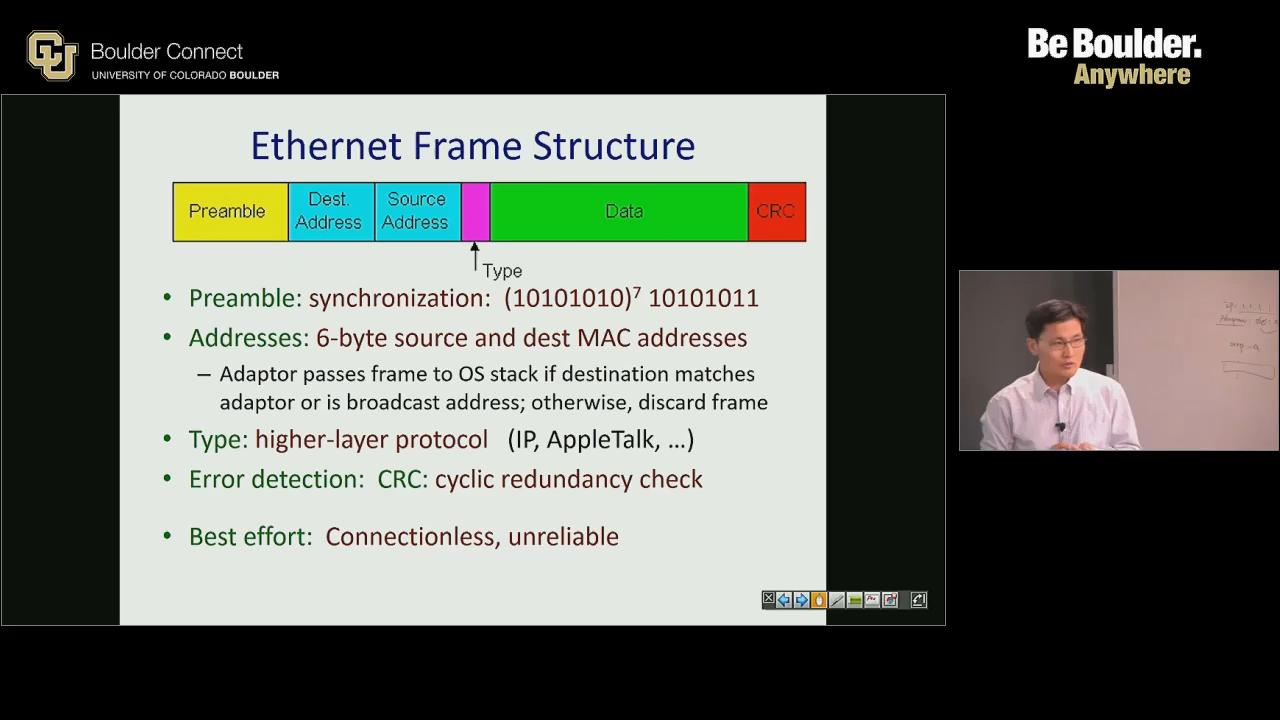 Boulder Connect
UNIVERSITY OF COLORADO BOULDER
Be Boulder.
Anywhere
Ethernet Frame Structure
Preamble
Dest. Address
Source Address
Data
CRC
Type
• Preamble: synchronization: (10101010)⁷ 10101011
• Addresses: 6-byte source and dest MAC addresses
– Adaptor passes frame to OS stack if destination matches
adaptor or is broadcast address; otherwise, discard frame
• Type: higher-layer protocol (IP, AppleTalk, …)
• Error detection: CRC: cyclic redundancy check
• Best effort: Connectionless, unreliable